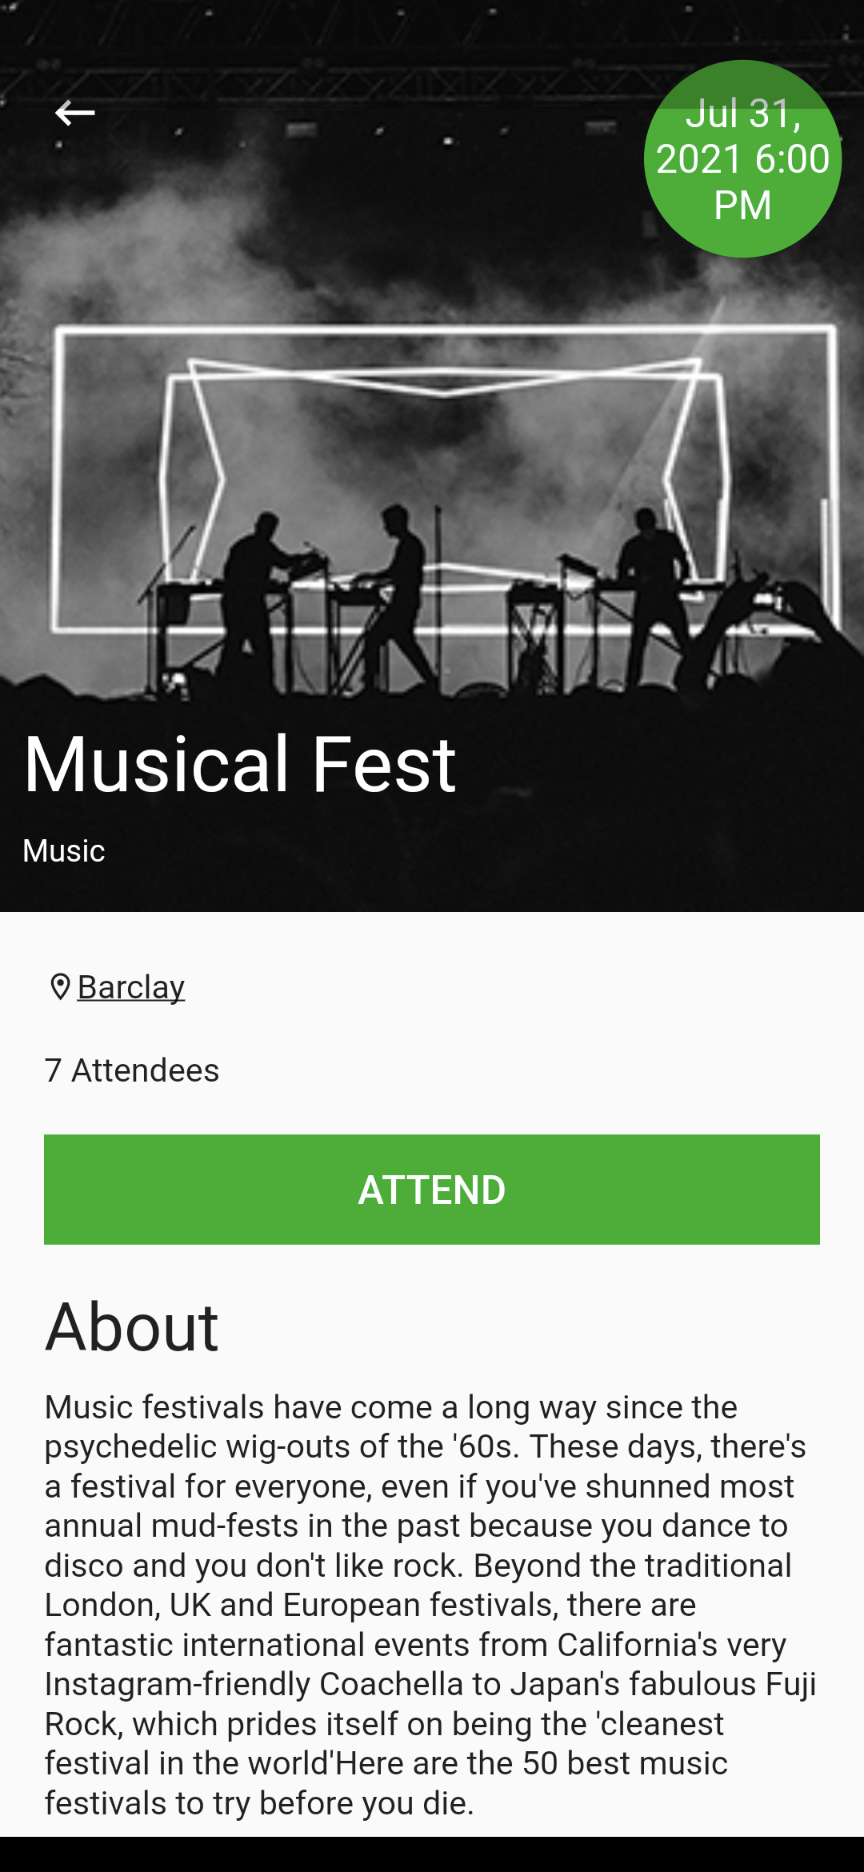 Jul 31,
2021 6:00
PM
Musical Fest
Music
Barclay
7 Attendees
ATTEND
About
Music festivals have come a long way since the
psychedelic wig-outs of the '60s. These days, there's
a festival for everyone, even if you've shunned most
annual mud-fests in the past because you dance to
disco and you don't like rock. Beyond the traditional
London, UK and European festivals, there are
fantastic international events from California's very
Instagram-friendly Coachella to Japan's fabulous Fuji
Rock, which prides itself on being the 'cleanest
festival in the world'Here are the 50 best music
festivals to try before you die.